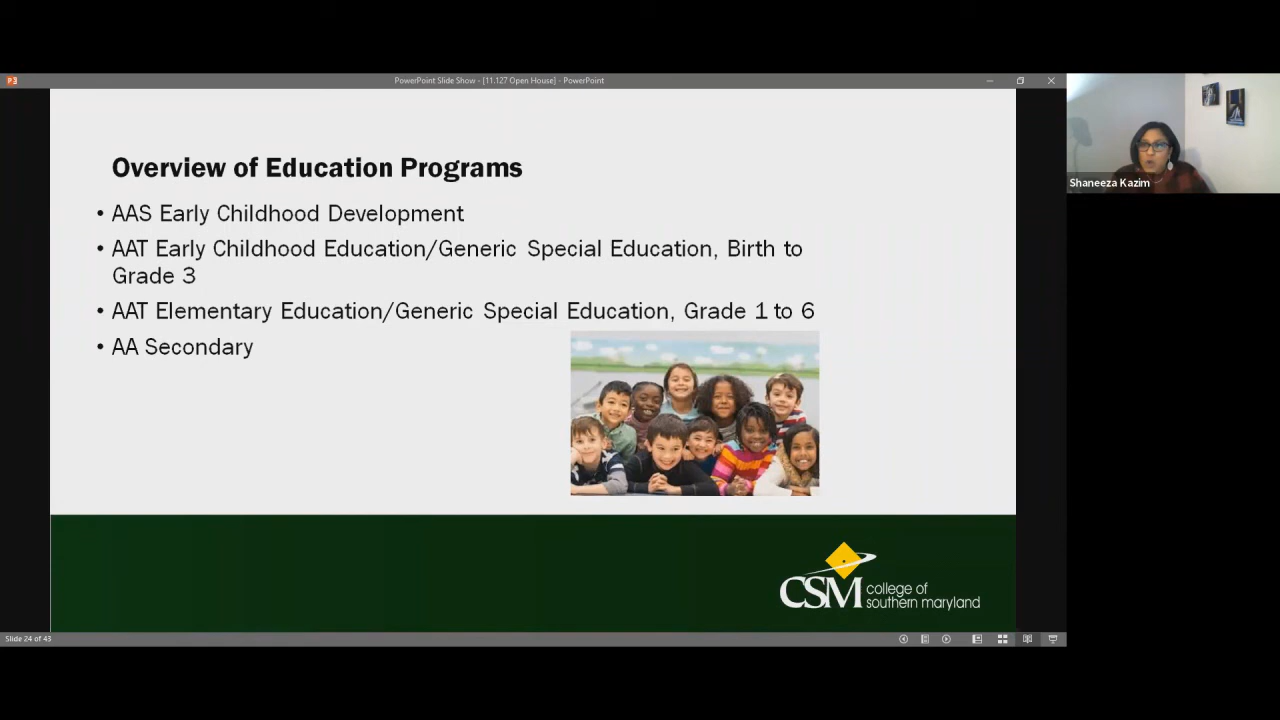 PowerPoint Slide Show - [11.127 Open House] - PowerPoint
Overview of Education Programs
• AAS Early Childhood Development
• AAT Early Childhood Education/Generic Special Education, Birth to
Grade 3
• AAT Elementary Education/Generic Special Education, Grade 1 to 6
• AA Secondary
Shaneeza Kazim
CSM college of
southern maryland
Slide 24 of 43